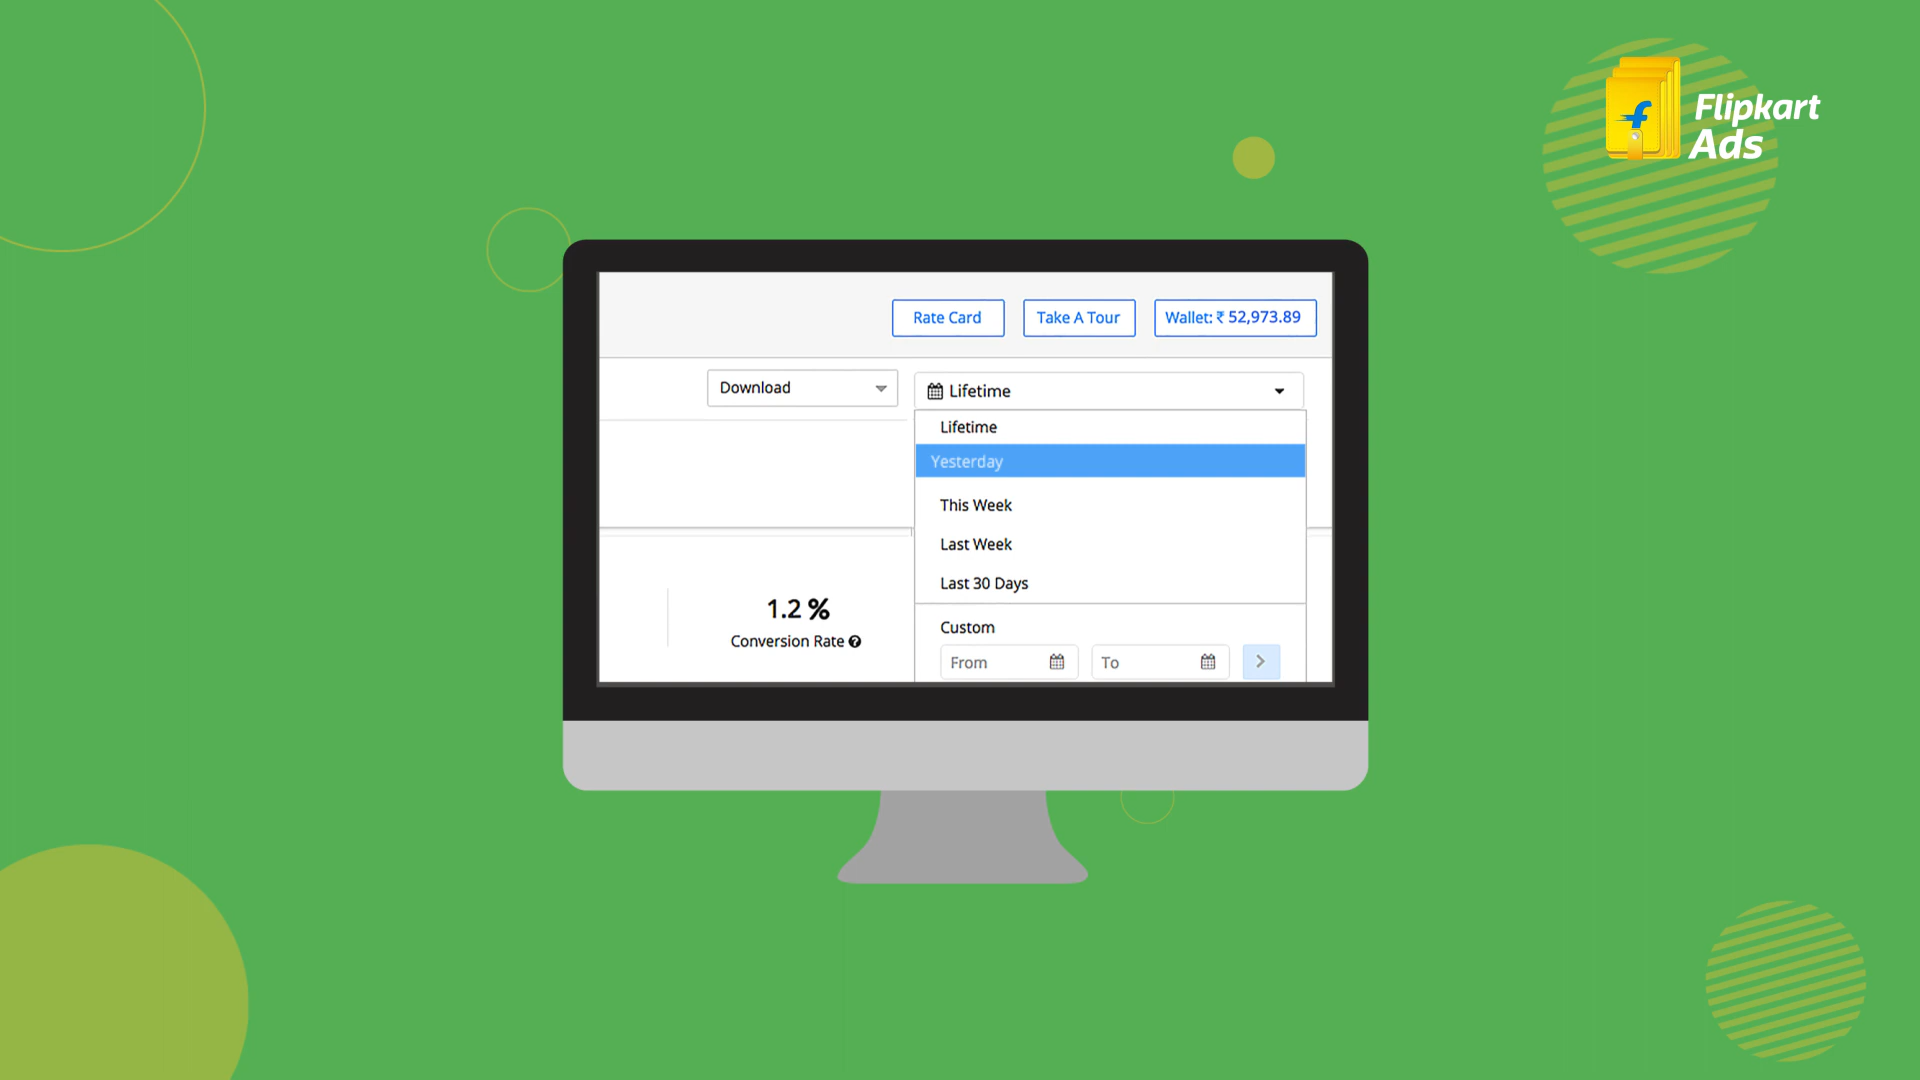 Flipkart
Ads
Rate Card
Take A Tour
Wallet: ₹ 52,973.89
Download
Lifetime
Lifetime
Yesterday
This Week
Last Week
Last 30 Days
1.2 %
Conversion Rate ?
Custom
From
To